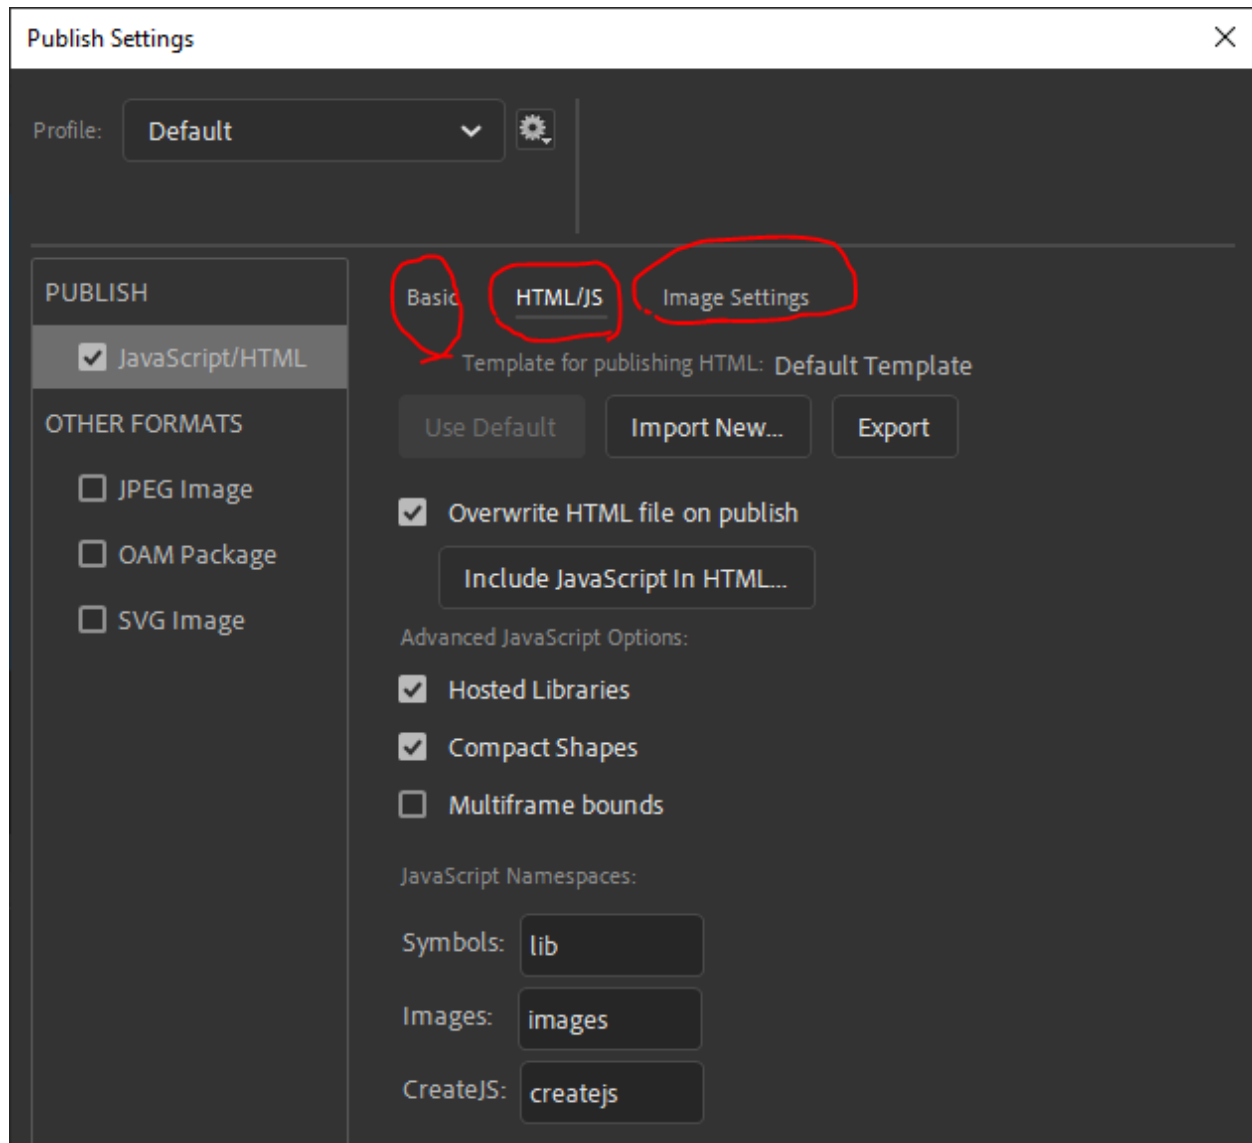 Publish Settings
Profile: Default
PUBLISH
JavaScript/HTML
OTHER FORMATS
JPEG Image
OAM Package
SVG Image
Basic HTML/JS Image Settings
Template for publishing HTML: Default Template
Use Default Import New... Export
Overwrite HTML file on publish
Include JavaScript In HTML...
Advanced JavaScript Options:
Hosted Libraries
Compact Shapes
Multiframe bounds
JavaScript Namespaces:
Symbols: lib
Images: images
CreateJS: createjs